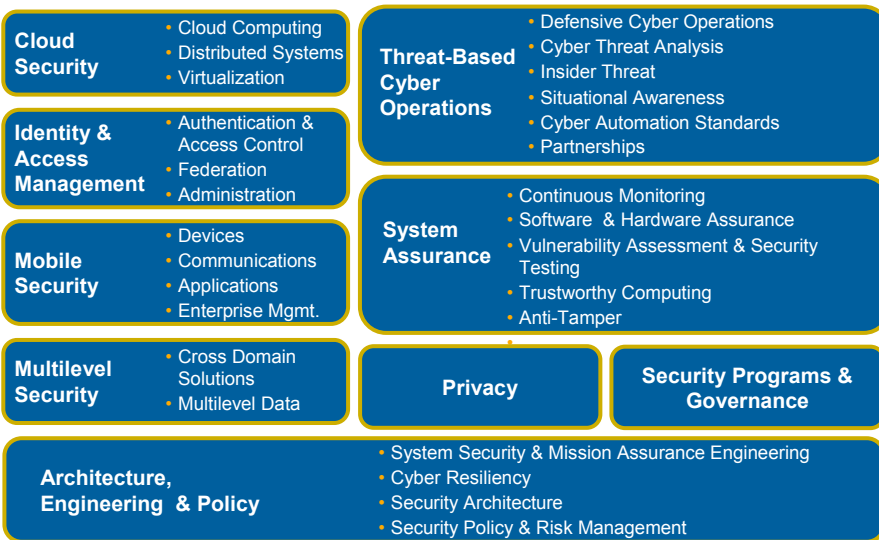 Cloud
Security
• Cloud Computing
• Distributed Systems
• Virtualization
Identity &
Access
Management
• Authentication &
Access Control
• Federation
• Administration
Mobile
Security
• Devices
• Communications
• Applications
• Enterprise Mgmt.
Multilevel
Security
• Cross Domain
Solutions
• Multilevel Data
Threat-Based
Cyber
Operations
• Defensive Cyber Operations
• Cyber Threat Analysis
• Insider Threat
• Situational Awareness
• Cyber Automation Standards
• Partnerships
System
Assurance
• Continuous Monitoring
• Software & Hardware Assurance
• Vulnerability Assessment & Security
Testing
• Trustworthy Computing
• Anti-Tamper
•
Privacy
Security Programs &
Governance
Architecture,
Engineering & Policy
• System Security & Mission Assurance Engineering
• Cyber Resiliency
• Security Architecture
• Security Policy & Risk Management